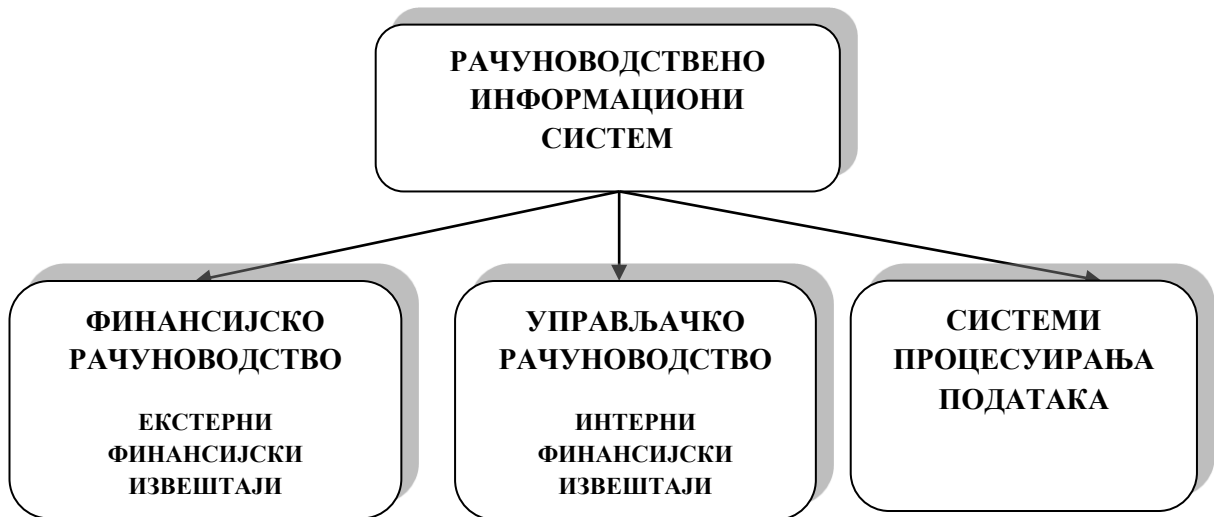 РАЧУНОВОДСТВЕНО
ИНФОРМАЦИОНИ
СИСТЕМ
ФИНАНСИЈСКО
РАЧУНОВОДСТВО
ЕКСТЕРНИ
ФИНАНСИЈСКИ
ИЗВЕШТАЈИ
УПРАВЉАЧКО
РАЧУНОВОДСТВО
ИНТЕРНИ
ФИНАНСИЈСКИ
ИЗВЕШТАЈИ
СИСТЕМИ
ПРОЦЕСУИРАЊА
ПОДАТАКА